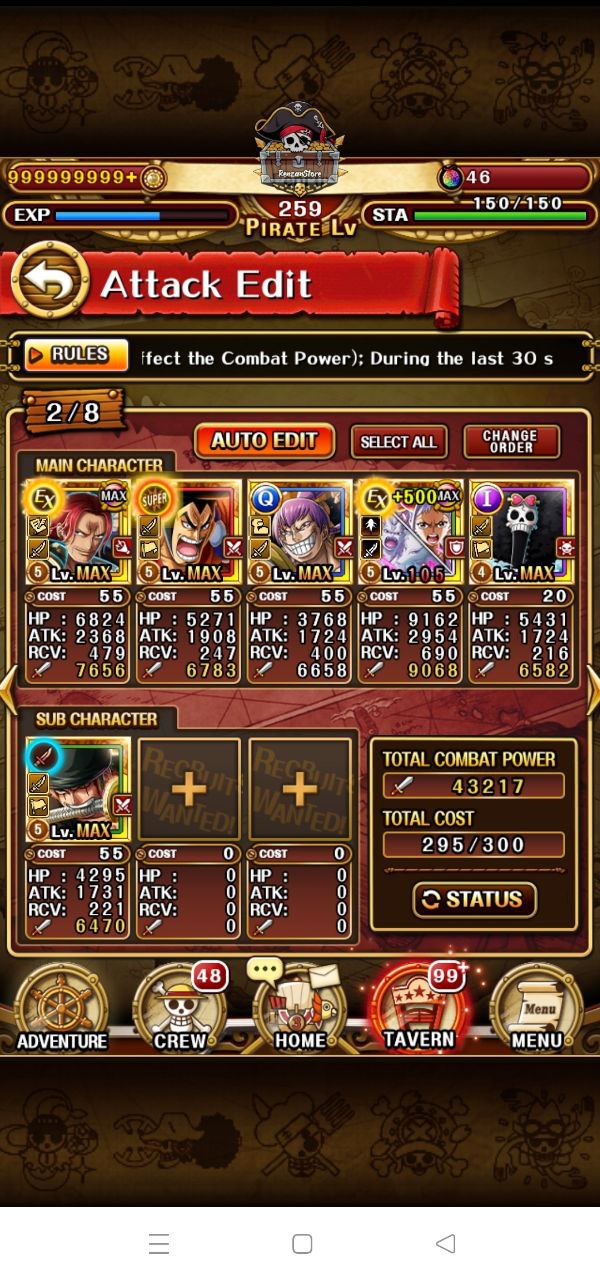 RenzanStore
999999999+
46
EXP
259
PIRATE Lv
STA
150/150
Attack Edit
RULES
ffect the Combat Power); During the last 30 s
2/8
AUTO EDIT
SELECT ALL
CHANGE ORDER
MAIN CHARACTER
EX MAX
SUPER
Q
EX +500 MAX
I
5 Lv.MAX
5 Lv.MAX
5 Lv.MAX
5 Lv.105
4 Lv.MAX
COST 55
COST 55
COST 55
COST 55
COST 20
HP : 6824
ATK: 2368
RCV: 479
7656
HP : 5271
ATK: 1908
RCV: 247
6783
HP : 3768
ATK: 1724
RCV: 400
6658
HP : 9162
ATK: 2954
RCV: 690
9068
HP : 5431
ATK: 1724
RCV: 216
6582
SUB CHARACTER
5 Lv.MAX
RECRUITS WANTED!
RECRUITS WANTED!
COST 55
COST 0
COST 0
HP : 4295
ATK: 1731
RCV: 221
6470
HP : 0
ATK: 0
RCV: 0
0
HP : 0
ATK: 0
RCV: 0
0
TOTAL COMBAT POWER
43217
TOTAL COST
295/300
STATUS
48
99+
ADVENTURE
CREW
HOME
TAVERN
Menu
MENU